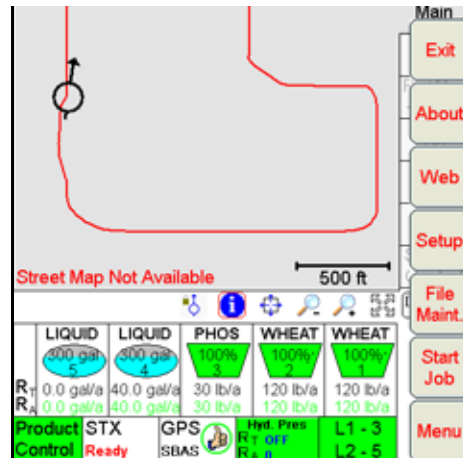 Main
Exit
About
Web
Setup
File
Maint.
Start
Job
Menu
Street Map Not Available
500 ft
LIQUID LIQUID PHOS WHEAT WHEAT
300 gal 300 gal 100% 100% 100%
5 4 3 2 1
RT 0.0 gal/a 40.0 gal/a 30 lb/a 120 lb/a 120 lb/a
RA 0.0 gal/a 40.0 gal/a 30 lb/a 120 lb/a 120 lb/a
Product STX GPS Hyd. Pres L1 - 3
RT OFF
Control Ready SBAS RA 0 L2 - 5